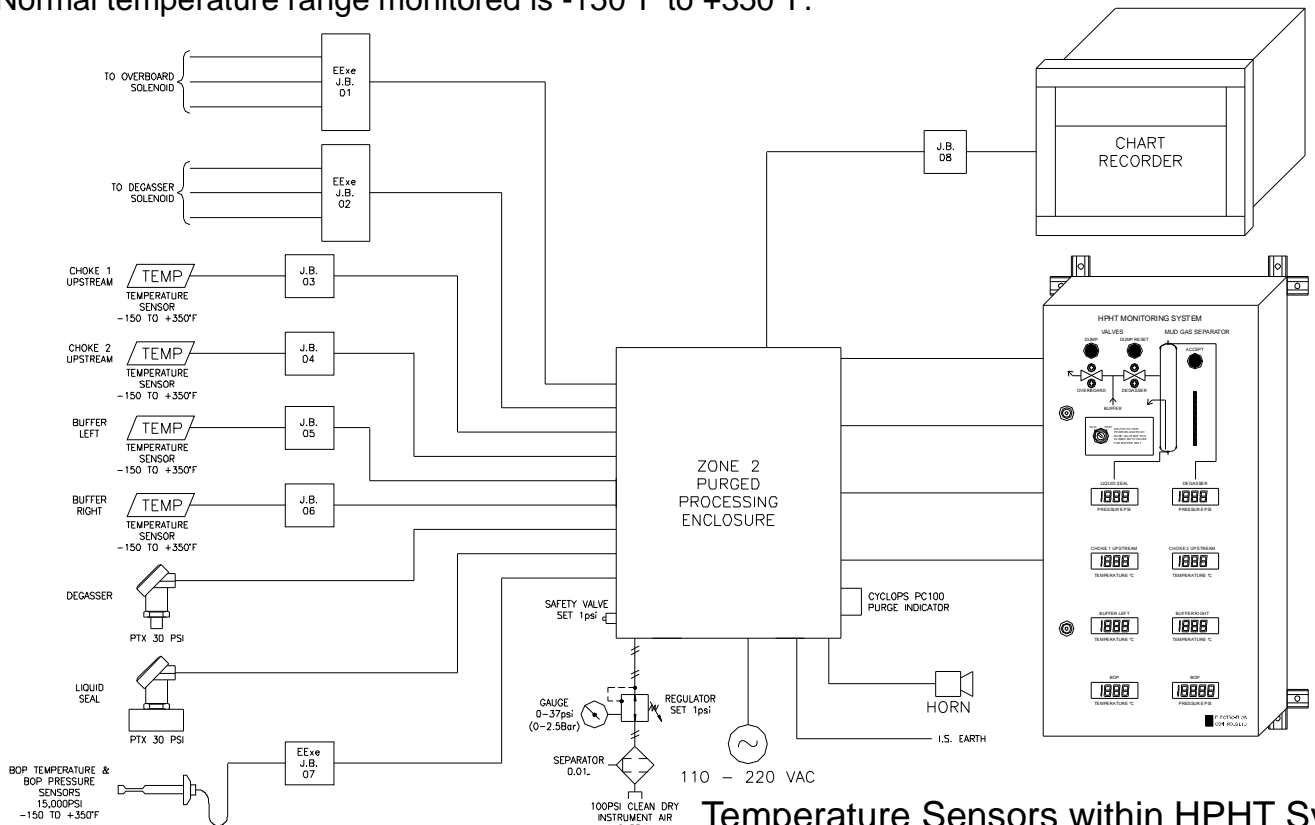 Normal temperature range monitored is -150°F to +350°F.
TO OVERBOARD
SOLENOID
EExe
J.B.
01
TO DEGASSER
SOLENOID
EExe
J.B.
02
CHOKE 1
UPSTREAM
TEMP
TEMPERATURE
SENSOR
-150 TO +350°F
J.B.
03
CHOKE 2
UPSTREAM
TEMP
TEMPERATURE
SENSOR
-150 TO +350°F
J.B.
04
BUFFER
LEFT
TEMP
TEMPERATURE
SENSOR
-150 TO +350°F
J.B.
05
BUFFER
RIGHT
TEMP
TEMPERATURE
SENSOR
-150 TO +350°F
J.B.
06
DEGASSER
PTX 30 PSI
LIQUID
SEAL
PTX 30 PSI
BOP TEMPERATURE &
BOP PRESSURE
SENSORS
15,000PSI
-150 TO +350°F
EExe
J.B.
07
ZONE 2
PURGED
PROCESSING
ENCLOSURE
SAFETY VALVE
SET 1psi
GAUGE
0-37psi
(0-2.5Bar)
REGULATOR
SET 1psi
SEPARATOR
0.01
100PSI CLEAN DRY
INSTRUMENT AIR
110 - 220 VAC
CYCLOPS PC100
PURGE INDICATOR
HORN
I.S. EARTH
J.B.
08
CHART
RECORDER
HPHT MONITORING SYSTEM
VALVES
MUD GAS SEPARATOR
DUMP
DUMP RESET
ACCEPT
OVERBOARD
DEGASSER
BUFFER
LIQUID SEAL
1888
PRESSURE PSI
DEGASSER
1888
PRESSURE PSI
CHOKE 1 UPSTREAM
1888
TEMPERATURE °C
CHOKE 2 UPSTREAM
1888
TEMPERATURE °C
BUFFER LEFT
1888
TEMPERATURE °C
BUFFER RIGHT
1888
TEMPERATURE °C
BOP
1888
TEMPERATURE °C
BOP
18888
PRESSURE PSI
Temperature Sensors within HPHT Sy